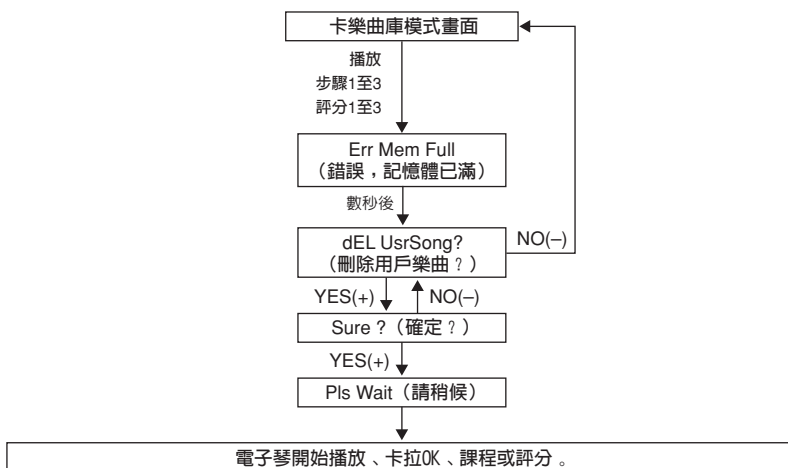 卡樂曲庫模式畫面
播放
步驟1至3
評分1至3
Err Mem Full
（錯誤，記憶體已滿）
數秒後
dEL UsrSong?
（刪除用戶樂曲？）
NO(–)
YES(+)
NO(–)
Sure ?（確定？）
YES(+)
Pls Wait（請稍候）
電子琴開始播放、卡拉OK、課程或評分。